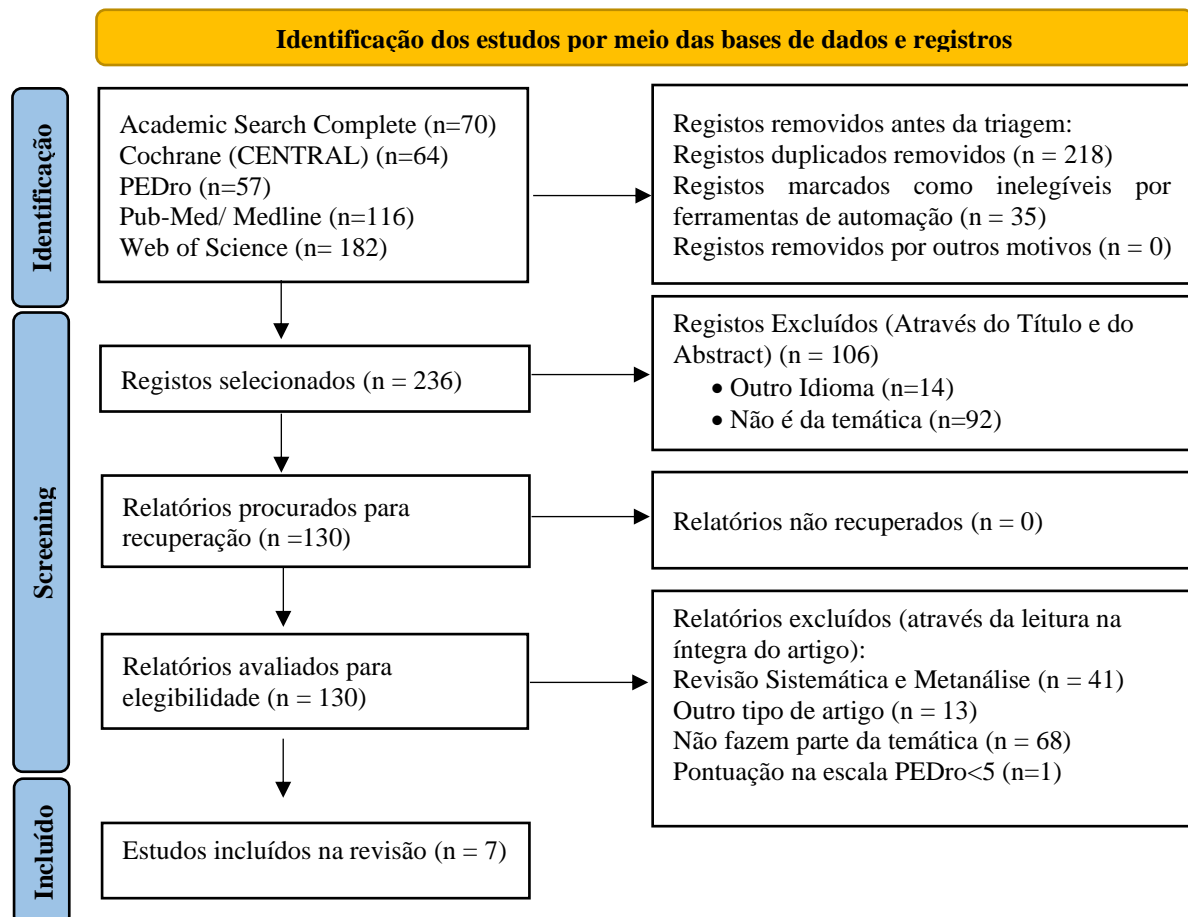 Identificação dos estudos por meio das bases de dados e registros
Identificação
Academic Search Complete (n=70)
Cochrane (CENTRAL) (n=64)
PEDro (n=57)
Pub-Med/ Medline (n=116)
Web of Science (n= 182)
Registos removidos antes da triagem:
Registos duplicados removidos (n = 218)
Registos marcados como inelegíveis por
ferramentas de automação (n = 35)
Registos removidos por outros motivos (n = 0)
Screening
Registos selecionados (n = 236)
Registos Excluídos (Através do Título e do
Abstract) (n = 106)
• Outro Idioma (n=14)
• Não é da temática (n=92)
Relatórios procurados para
recuperação (n =130)
Relatórios não recuperados (n = 0)
Relatórios avaliados para
elegibilidade (n = 130)
Relatórios excluídos (através da leitura na
íntegra do artigo):
Revisão Sistemática e Metanálise (n = 41)
Outro tipo de artigo (n = 13)
Não fazem parte da temática (n = 68)
Pontuação na escala PEDro<5 (n=1)
Incluído
Estudos incluídos na revisão (n = 7)